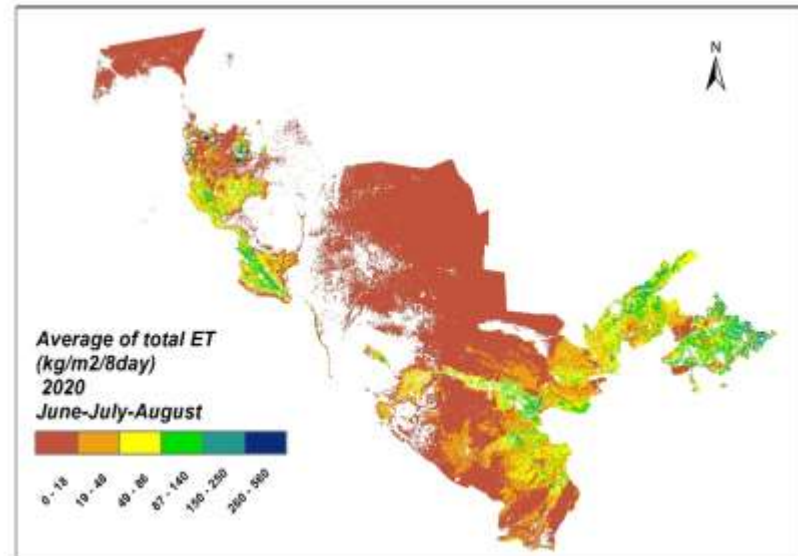 N
Average of total ET
(kg/m2/8day)
2020
June-July-August
0 - 18
19 - 48
49 - 86
87 - 140
150 - 250
260 - 560